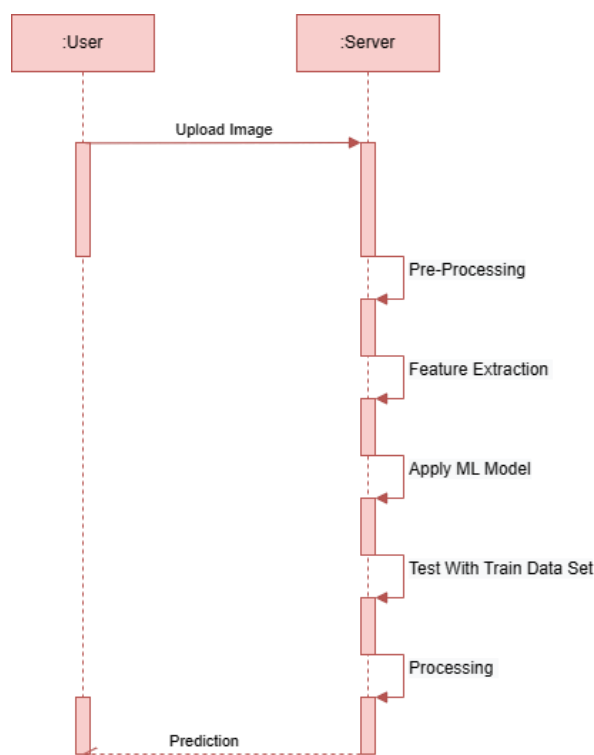 :User
:Server
Upload Image
Pre-Processing
Feature Extraction
Apply ML Model
Test With Train Data Set
Processing
Prediction